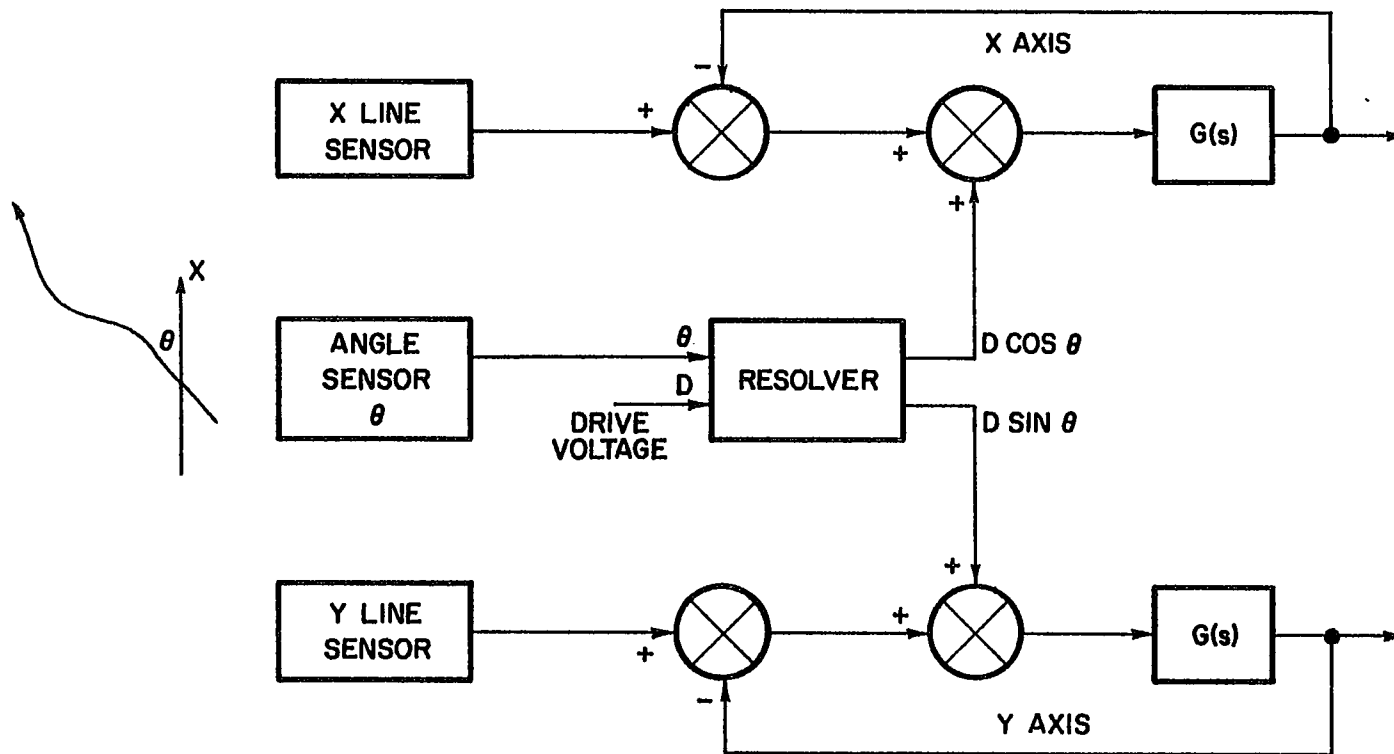 X AXIS
−
X LINE
SENSOR
+
+
G(s)
+
X
θ
ANGLE
SENSOR
θ
θ
D
DRIVE
VOLTAGE
RESOLVER
D COS θ
D SIN θ
+
Y LINE
SENSOR
+
+
G(s)
−
Y AXIS